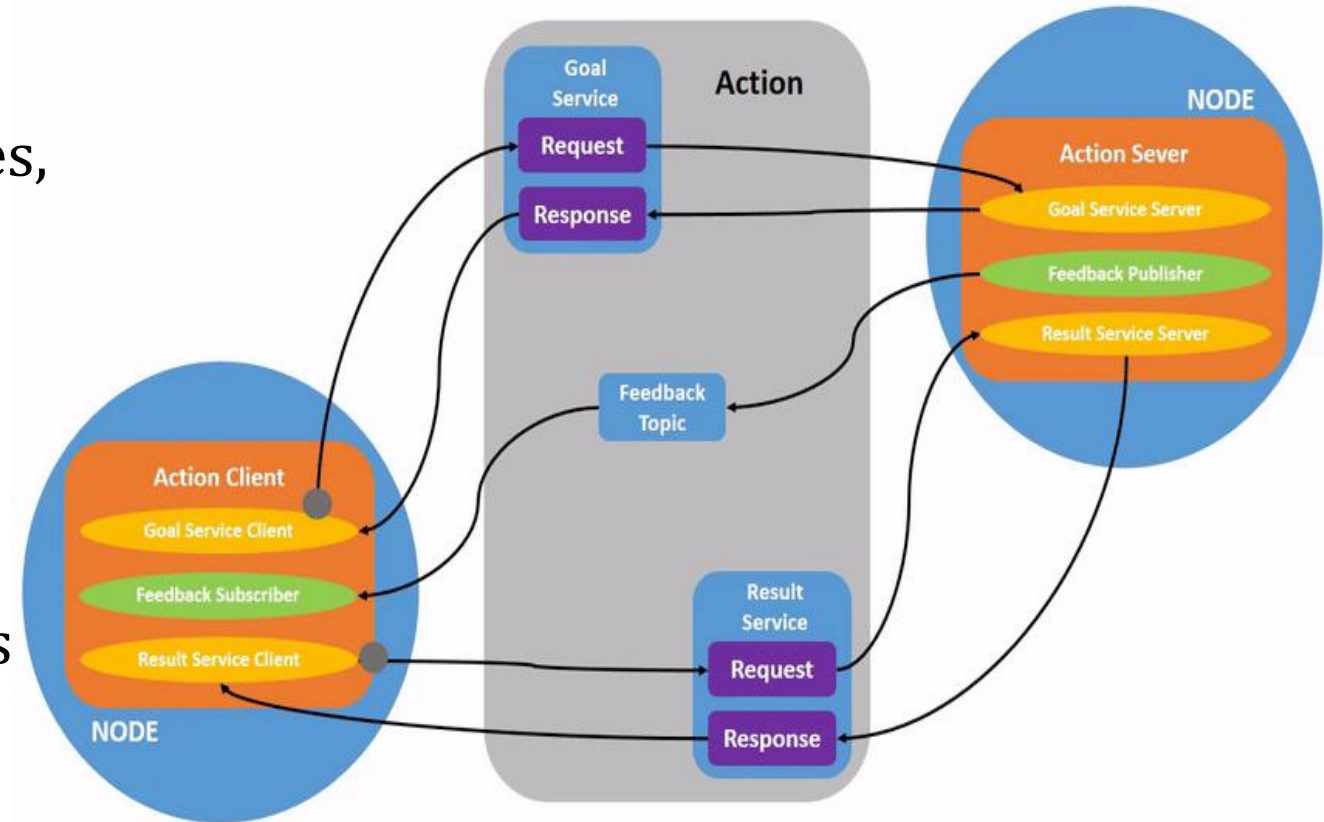 es,
s
Goal
Service
Request
Response
Action
NODE
Action Sever
Goal Service Server
Feedback Publisher
Result Service Server
Feedback
Topic
Action Client
Goal Service Client
Feedback Subscriber
Result Service Client
NODE
Result
Service
Request
Response